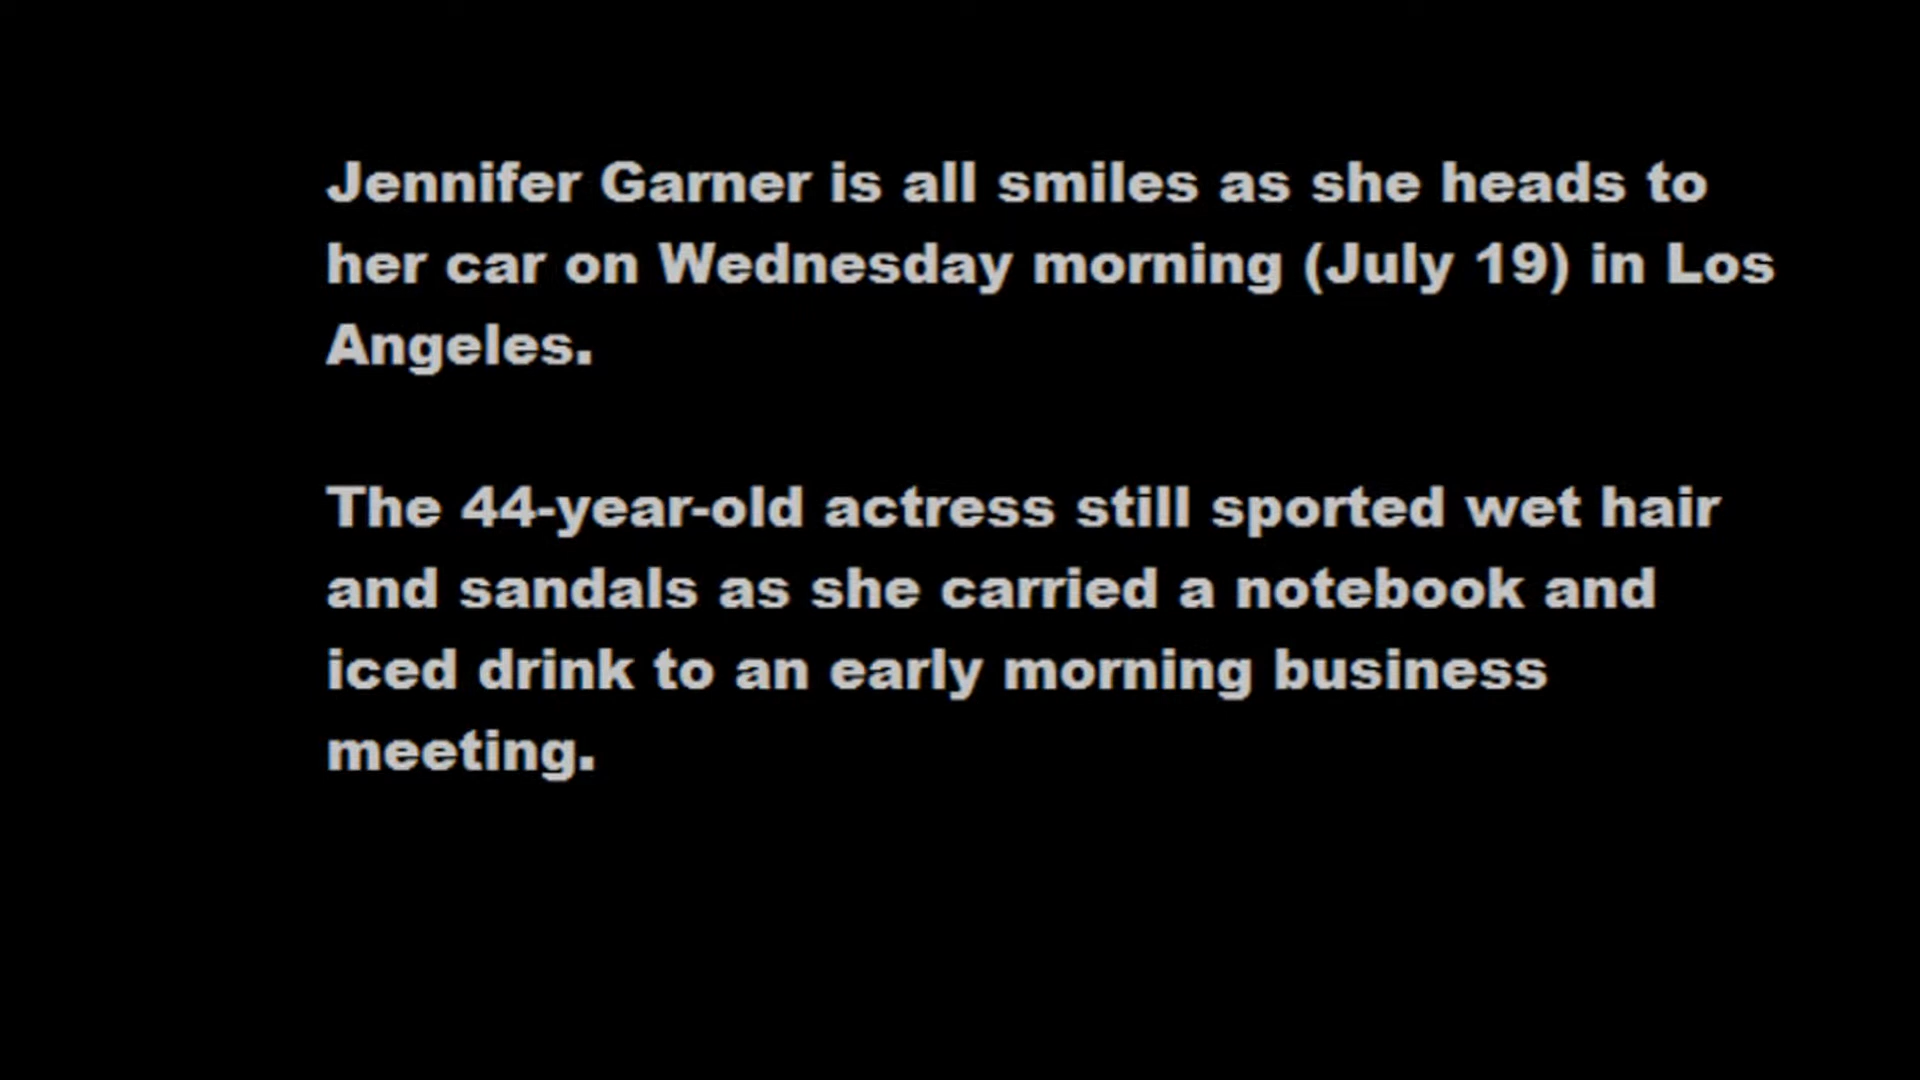 Jennifer Garner is all smiles as she heads to
her car on Wednesday morning (July 19) in Los
Angeles.
The 44-year-old actress still sported wet hair
and sandals as she carried a notebook and
iced drink to an early morning business
meeting.